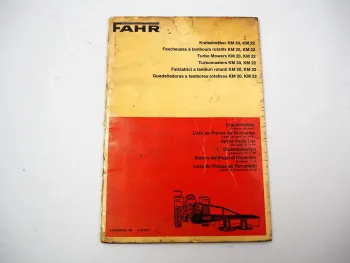 FAHR
Kreiselmäher KM 20, KM 22
Faucheuses à tambours rotatifs KM 20, KM 22
Turbo Mowers KM 20, KM 22
Turbomaaiers KM 20, KM 22
Falciatrici a tamburi rotanti KM 20, KM 22
Guadañadoras a tambores rotativos KM 20, KM 22
Ersatzteilliste
Liste de Pièces de Rechange
Spare Parts List
Onderdelenlijst
Elenco dei Pezzi di Ricambio
Lista de Piezas de Recambio